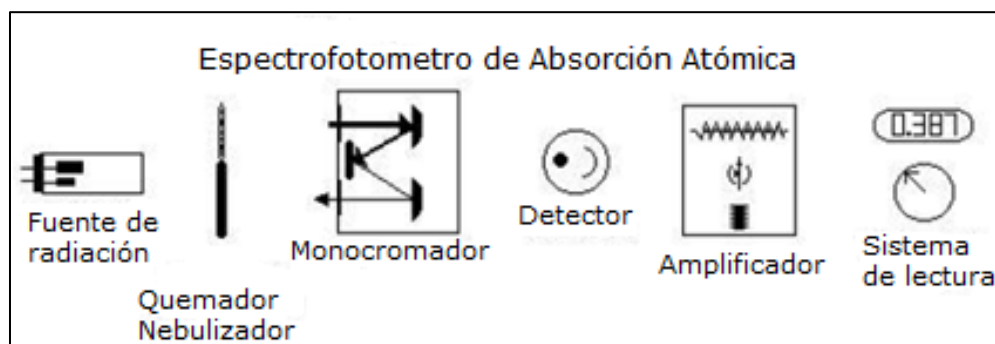 Espectrofotometro de Absorción Atómica
0.387
Fuente de
radiación
Quemador
Nebulizador
Monocromador
Detector
Amplificador
Sistema
de lectura